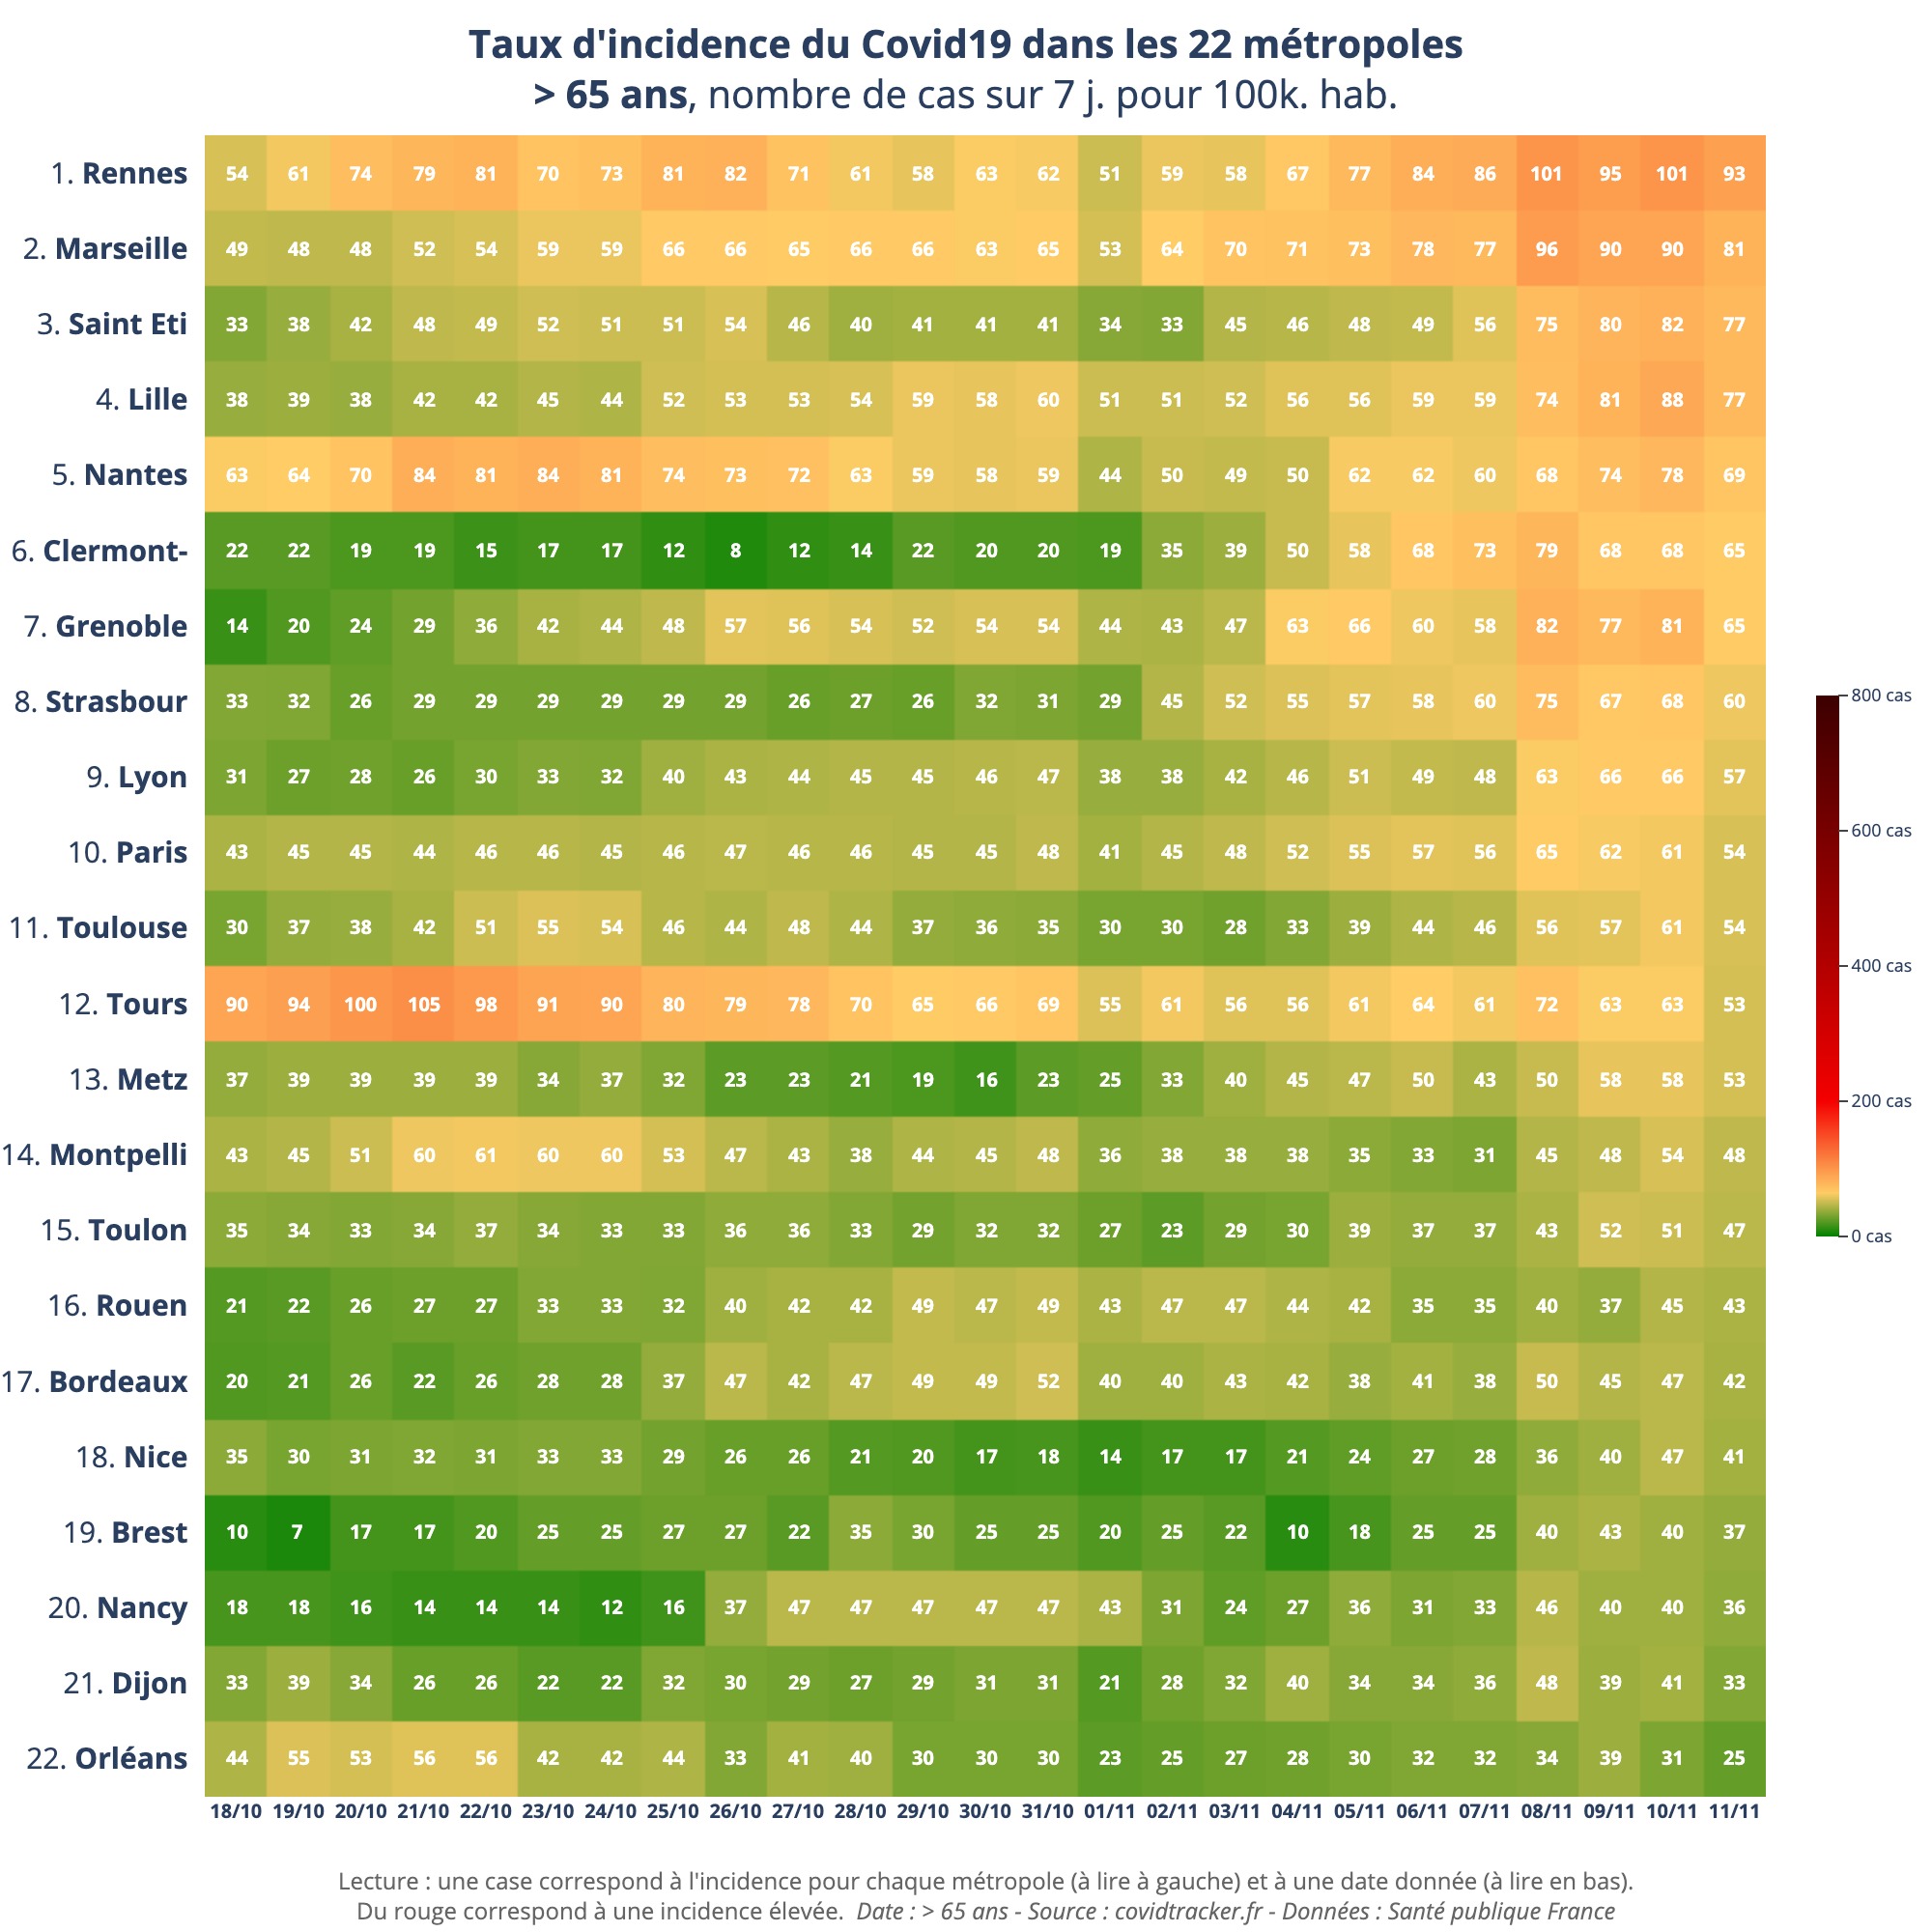 Taux d'incidence du Covid19 dans les 22 métropoles
> 65 ans, nombre de cas sur 7 j. pour 100k. hab.
1. Rennes 54 61 74 79 81 70 73 81 82 71 61 58 63 62 51 59 58 67 77 84 86 101 95 101 93
2. Marseille 49 48 48 52 54 59 59 66 66 65 66 66 63 65 53 64 70 71 73 78 77 96 90 90 81
3. Saint Eti 33 38 42 48 49 52 51 51 54 46 40 41 41 41 34 33 45 46 48 49 56 75 80 82 77
4. Lille 38 39 38 42 42 45 44 52 53 53 54 59 58 60 51 51 52 56 56 59 59 74 81 88 77
5. Nantes 63 64 70 84 81 84 81 74 73 72 63 59 58 59 44 50 49 50 62 62 60 68 74 78 69
6. Clermont- 22 22 19 19 15 17 17 12 8 12 14 22 20 20 19 35 39 50 58 68 73 79 68 68 65
7. Grenoble 14 20 24 29 36 42 44 48 57 56 54 52 54 54 44 43 47 63 66 60 58 82 77 81 65
8. Strasbour 33 32 26 29 29 29 29 29 29 26 27 26 32 31 29 45 52 55 57 58 60 75 67 68 60
9. Lyon 31 27 28 26 30 33 32 40 43 44 45 45 46 47 38 38 42 46 51 49 48 63 66 66 57
10. Paris 43 45 45 44 46 46 45 46 47 46 46 45 45 48 41 45 48 52 55 57 56 65 62 61 54
11. Toulouse 30 37 38 42 51 55 54 46 44 48 44 37 36 35 30 30 28 33 39 44 46 56 57 61 54
12. Tours 90 94 100 105 98 91 90 80 79 78 70 65 66 69 55 61 56 56 61 64 61 72 63 63 53
13. Metz 37 39 39 39 39 34 37 32 23 23 21 19 16 23 25 33 40 45 47 50 43 50 58 58 53
14. Montpelli 43 45 51 60 61 60 60 53 47 43 38 44 45 48 36 38 38 38 35 33 31 45 48 54 48
15. Toulon 35 34 33 34 37 34 33 33 36 36 33 29 32 32 27 23 29 30 39 37 37 43 52 51 47
16. Rouen 21 22 26 27 27 33 33 32 40 42 42 49 47 49 43 47 47 44 42 35 35 40 37 45 43
17. Bordeaux 20 21 26 22 26 28 28 37 47 42 47 49 49 52 40 40 43 42 38 41 38 50 45 47 42
18. Nice 35 30 31 32 31 33 33 29 26 26 21 20 17 18 14 17 17 21 24 27 28 36 40 47 41
19. Brest 10 7 17 17 20 25 25 27 27 22 35 30 25 25 20 25 22 10 18 25 25 40 43 40 37
20. Nancy 18 18 16 14 14 14 12 16 37 47 47 47 47 47 43 31 24 27 36 31 33 46 40 40 36
21. Dijon 33 39 34 26 26 22 22 32 30 29 27 29 31 31 21 28 32 40 34 34 36 48 39 41 33
22. Orléans 44 55 53 56 56 42 42 44 33 41 40 30 30 30 23 25 27 28 30 32 32 34 39 31 25
18/10 19/10 20/10 21/10 22/10 23/10 24/10 25/10 26/10 27/10 28/10 29/10 30/10 31/10 01/11 02/11 03/11 04/11 05/11 06/11 07/11 08/11 09/11 10/11 11/11
800 cas
600 cas
400 cas
200 cas
0 cas
Lecture : une case correspond à l'incidence pour chaque métropole (à lire à gauche) et à une date donnée (à lire en bas).
Du rouge correspond à une incidence élevée. Date : > 65 ans - Source : covidtracker.fr - Données : Santé publique France